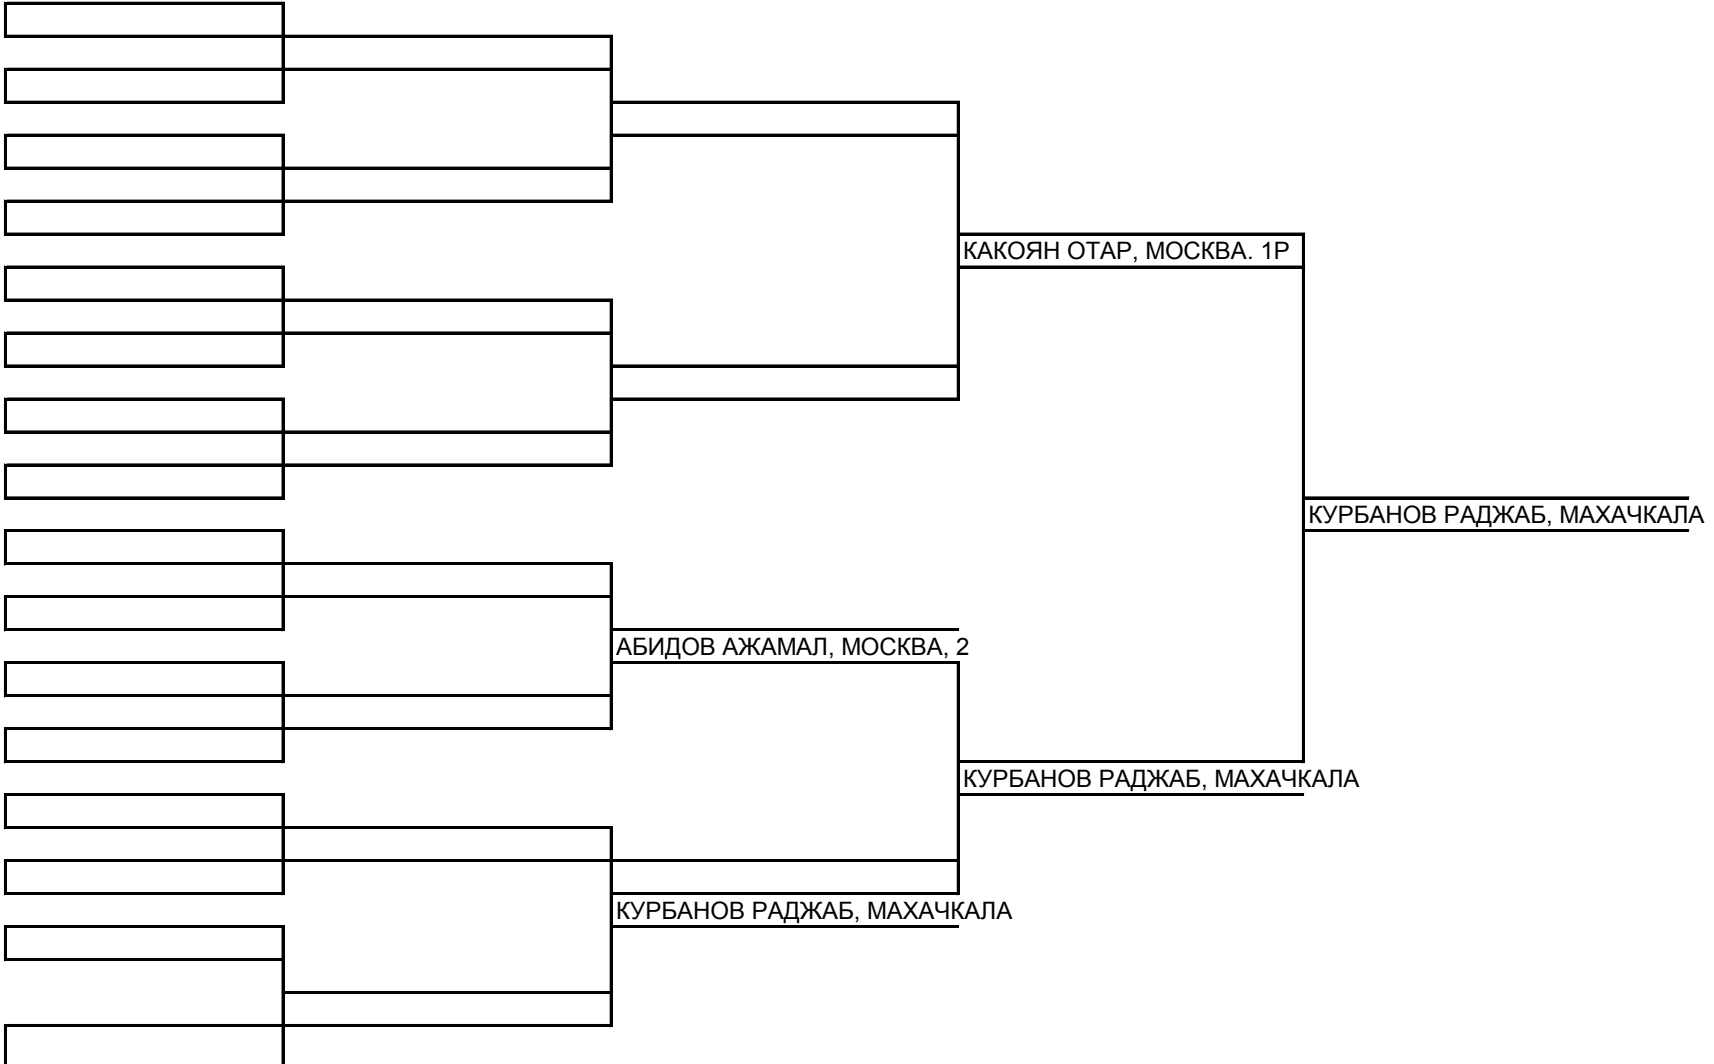 КАКОЯН ОТАР, МОСКВА. 1Р
КУРБАНОВ РАДЖАБ, МАХАЧКАЛА
АБИДОВ АЖАМАЛ, МОСКВА, 2
КУРБАНОВ РАДЖАБ, МАХАЧКАЛА
КУРБАНОВ РАДЖАБ, МАХАЧКАЛА